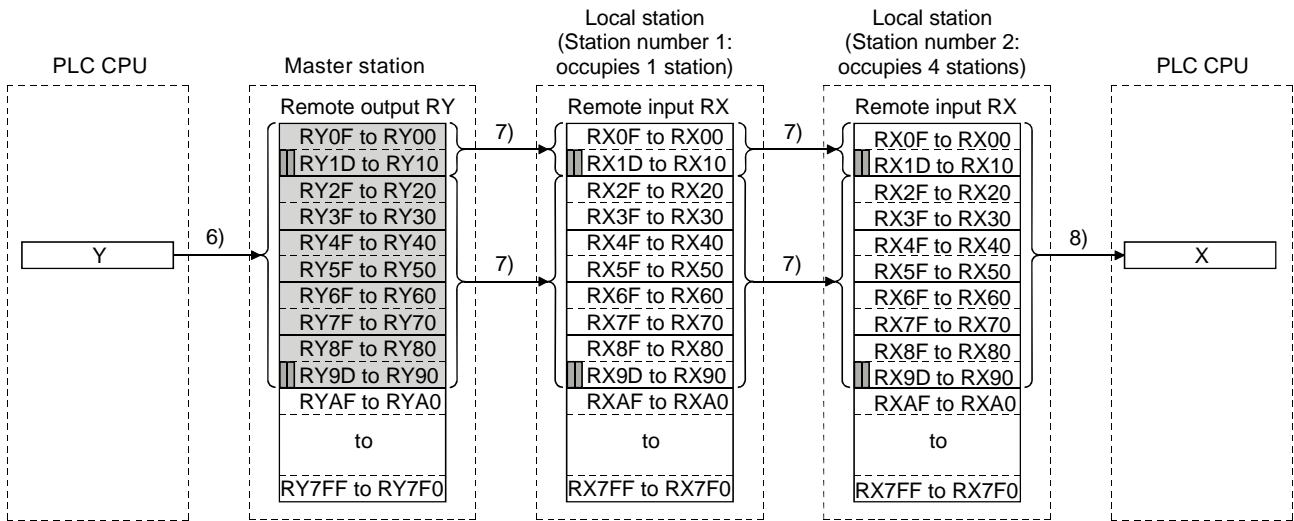 Local station
(Station number 1:
occupies 1 station)
Local station
(Station number 2:
occupies 4 stations)
PLC CPU
Master station
PLC CPU
Remote output RY
Remote input RX
Remote input RX
RY0F to RY00
RY1D to RY10
RY2F to RY20
RY3F to RY30
RY4F to RY40
RY5F to RY50
RY6F to RY60
RY7F to RY70
RY8F to RY80
RY9D to RY90
RYAF to RYA0
to
RY7FF to RY7F0
RX0F to RX00
RX1D to RX10
RX2F to RX20
RX3F to RX30
RX4F to RX40
RX5F to RX50
RX6F to RX60
RX7F to RX70
RX8F to RX80
RX9D to RX90
RXAF to RXA0
to
RX7FF to RX7F0
RX0F to RX00
RX1D to RX10
RX2F to RX20
RX3F to RX30
RX4F to RX40
RX5F to RX50
RX6F to RX60
RX7F to RX70
RX8F to RX80
RX9D to RX90
RXAF to RXA0
to
RX7FF to RX7F0
Y
6)
7)
7)
7)
7)
8)
X